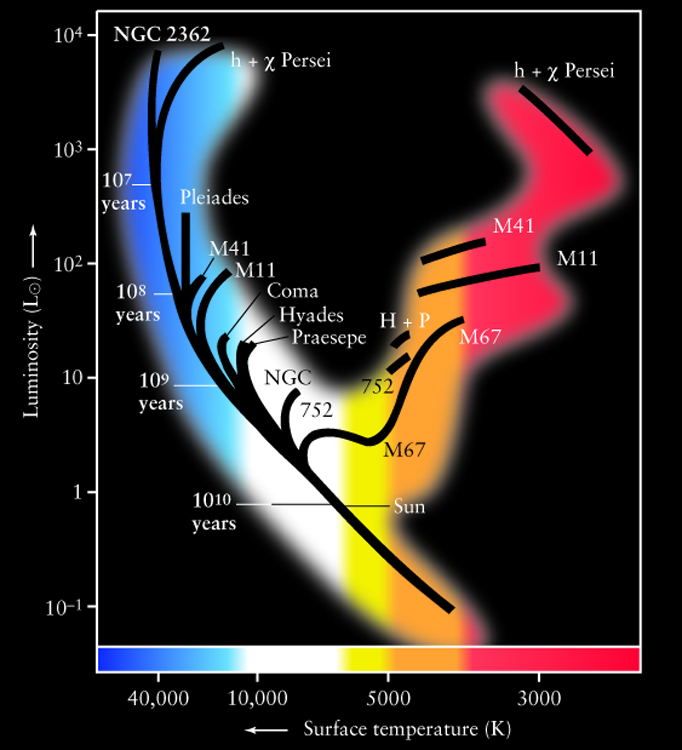 10⁴
NGC 2362
h + χ Persei
h + χ Persei
10³
10⁷
years
Pleiades
M41
M41
M11
M11
10²
10⁸
years
Coma
Hyades
Praesepe
H + P
M67
10
10⁹
years
NGC
752
752
M67
1
10¹⁰
years
Sun
10⁻¹
Luminosity (L☉)
40,000
10,000
5000
3000
Surface temperature (K)